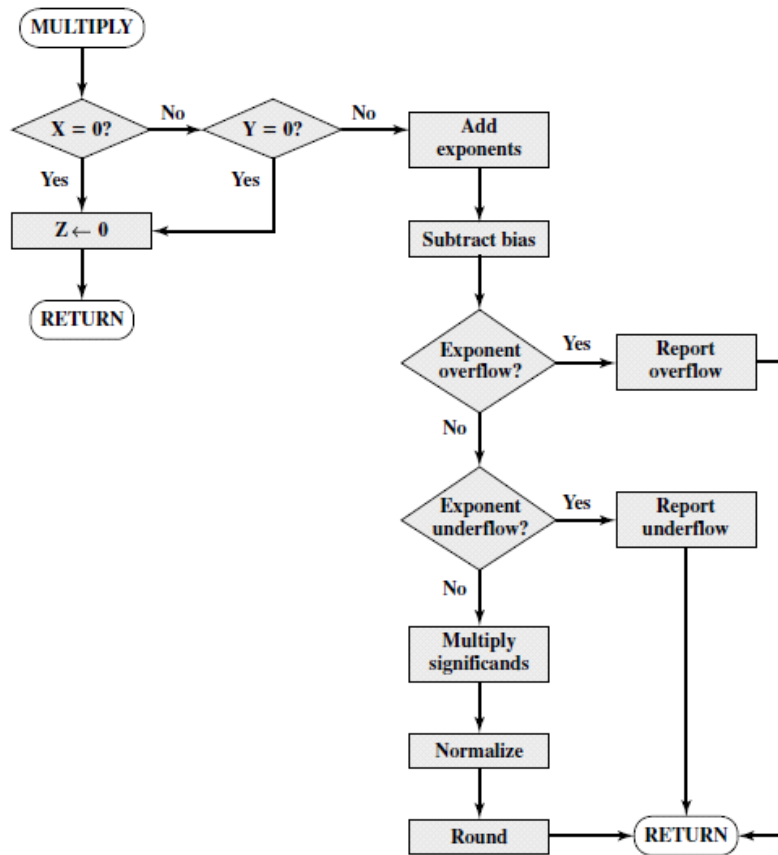 MULTIPLY
X = 0?
No
Y = 0?
No
Add
exponents
Yes
Yes
Z ← 0
Subtract bias
RETURN
Exponent
overflow?
Yes
Report
overflow
No
Exponent
underflow?
Yes
Report
underflow
No
Multiply
significands
Normalize
Round
RETURN